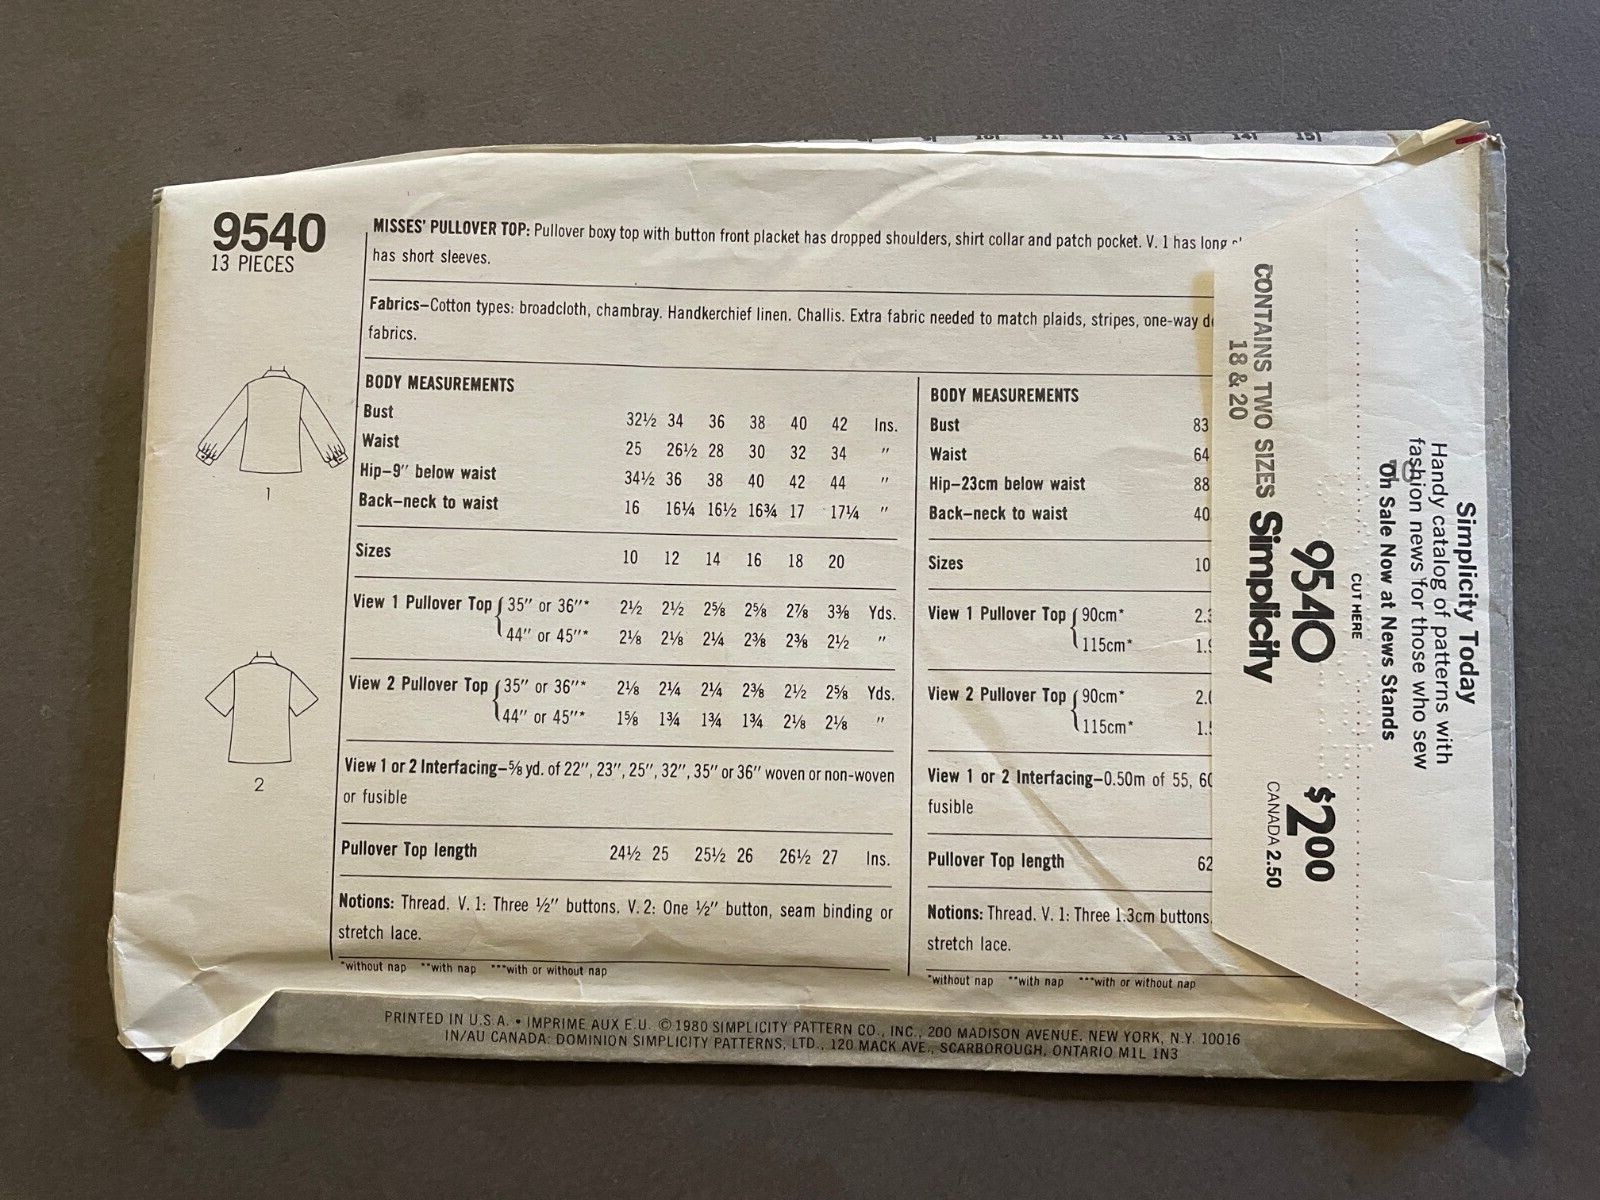 9540
13 PIECES
MISSES' PULLOVER TOP: Pullover boxy top with button front placket has dropped shoulders, shirt collar and patch pocket. V. 1 has long
has short sleeves.
Fabrics—Cotton types: broadcloth, chambray. Handkerchief linen. Challis. Extra fabric needed to match plaids, stripes, one-way
fabrics.
1
2
BODY MEASUREMENTS
Bust 32½ 34 36 38 40 42 Ins.
Waist 25 26½ 28 30 32 34 "
Hip—9" below waist 34½ 36 38 40 42 44 "
Back—neck to waist 16 16¼ 16½ 16¾ 17 17¼ "
Sizes 10 12 14 16 18 20
View 1 Pullover Top { 35" or 36"* 2½ 2½ 2⅝ 2⅝ 2⅞ 3⅜ Yds.
44" or 45"* 2⅛ 2⅛ 2¼ 2⅜ 2⅜ 2½ "
View 2 Pullover Top { 35" or 36"* 2⅛ 2¼ 2¼ 2⅜ 2½ 2⅝ Yds.
44" or 45"* 1⅝ 1¾ 1¾ 1¾ 2⅛ 2⅛ "
View 1 or 2 Interfacing—⅝ yd. of 22", 23", 25", 32", 35" or 36" woven or non-woven
or fusible
Pullover Top length 24½ 25 25½ 26 26½ 27 Ins.
Notions: Thread. V. 1: Three ½" buttons. V. 2: One ½" button, seam binding or
stretch lace.
*without nap **with nap ***with or without nap
BODY MEASUREMENTS
Bust 83
Waist 64
Hip—23cm below waist 88
Back—neck to waist 40
Sizes 10
View 1 Pullover Top { 90cm* 2.3
115cm* 1.9
View 2 Pullover Top { 90cm* 2.0
115cm* 1.5
View 1 or 2 Interfacing—0.50m of 55, 60
fusible
Pullover Top length 62
Notions: Thread. V. 1: Three 1.3cm buttons.
stretch lace.
*without nap **with nap ***with or without nap
PRINTED IN U.S.A. • IMPRIME AUX E.U. ©1980 SIMPLICITY PATTERN CO., INC., 200 MADISON AVENUE, NEW YORK, N.Y. 10016
IN/AU CANADA: DOMINION SIMPLICITY PATTERNS, LTD., 120 MACK AVE., SCARBOROUGH, ONTARIO M1L 1N3
Simplicity Today
Handy catalog of patterns with
fashion news for those who sew
On Sale Now at News Stands
CUT HERE
9540 $2.00
CONTAINS TWO SIZES Simplicity CANADA 2.50
18 & 20
9 10 11 12 13 14 15